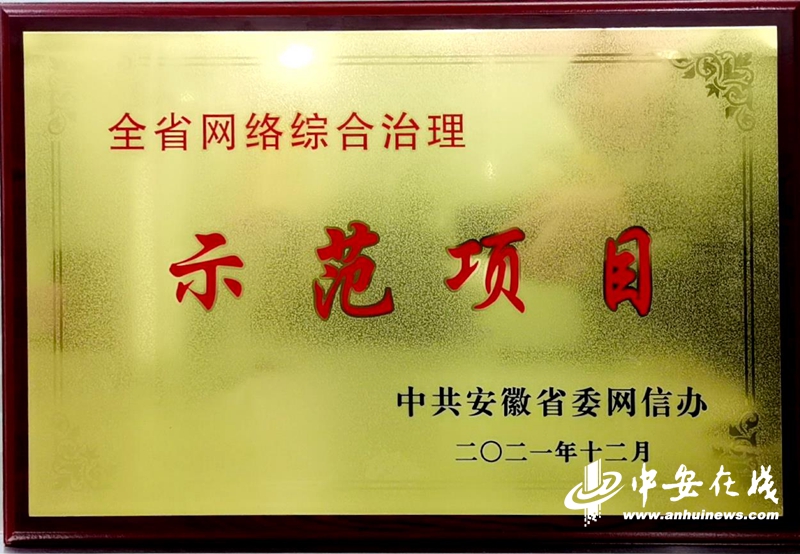 全省网络综合治理
示范项目
中共安徽省委网信办
二〇二一年十二月
中安在线
www.anhuinews.com